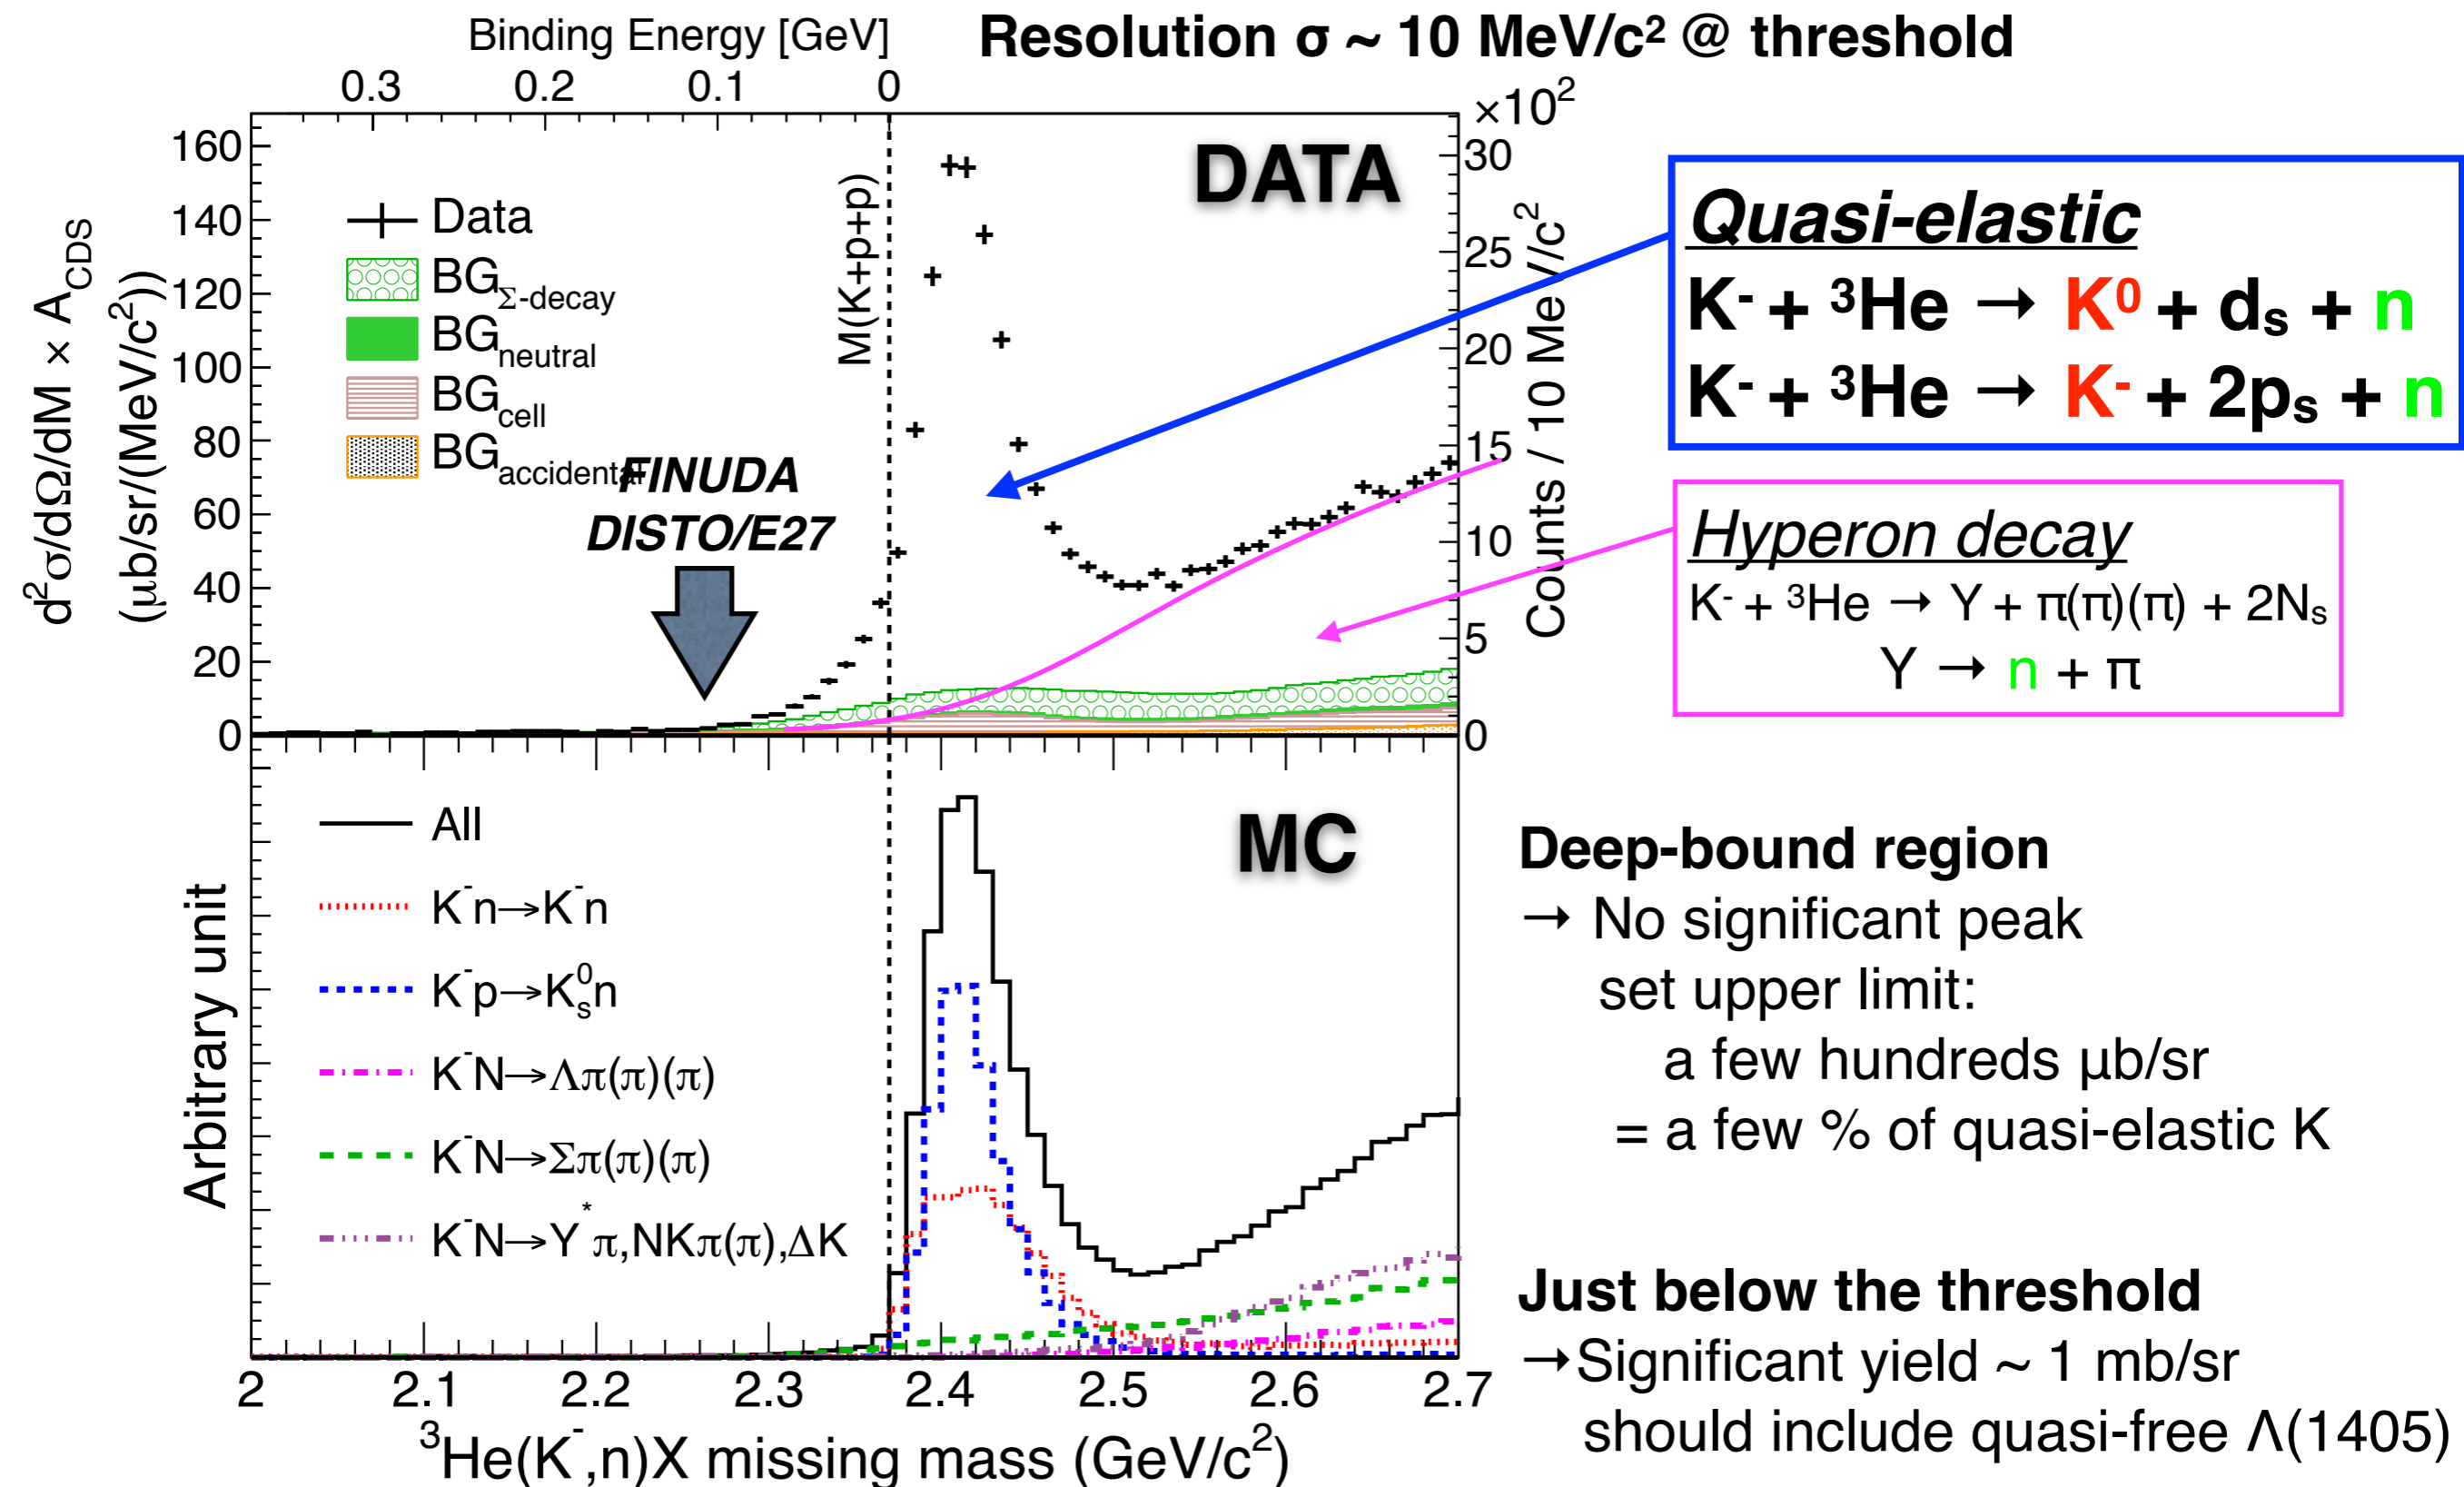 Binding Energy [GeV]
Resolution σ ~ 10 MeV/c² @ threshold
0.3 0.2 0.1 0
×10²
160
140
120
100
80
60
40
20
0
30
25
20
15
10
5
0
d²σ/dΩ/dM × A_CDS
(μb/sr/(MeV/c²))
Counts / 10 MeV/c²
M(K+p+p)
DATA
Data
BG_Σ-decay
BG_neutral
BG_cell
BG_accidental
FINUDA
DISTO/E27
Quasi-elastic
K⁻ + ³He → K⁰ + dₛ + n
K⁻ + ³He → K⁻ + 2pₛ + n
Hyperon decay
K⁻ + ³He → Y + π(π)(π) + 2Nₛ
Y → n + π
MC
Arbitrary unit
All
K⁻n→K⁻n
K⁻p→K⁰ₛn
K⁻N→Λπ(π)(π)
K⁻N→Σπ(π)(π)
K⁻N→Y*π,NKπ(π),ΔK
2 2.1 2.2 2.3 2.4 2.5 2.6 2.7
³He(K⁻,n)X missing mass (GeV/c²)
Deep-bound region
→ No significant peak
set upper limit:
a few hundreds μb/sr
= a few % of quasi-elastic K
Just below the threshold
→Significant yield ~ 1 mb/sr
should include quasi-free Λ(1405)